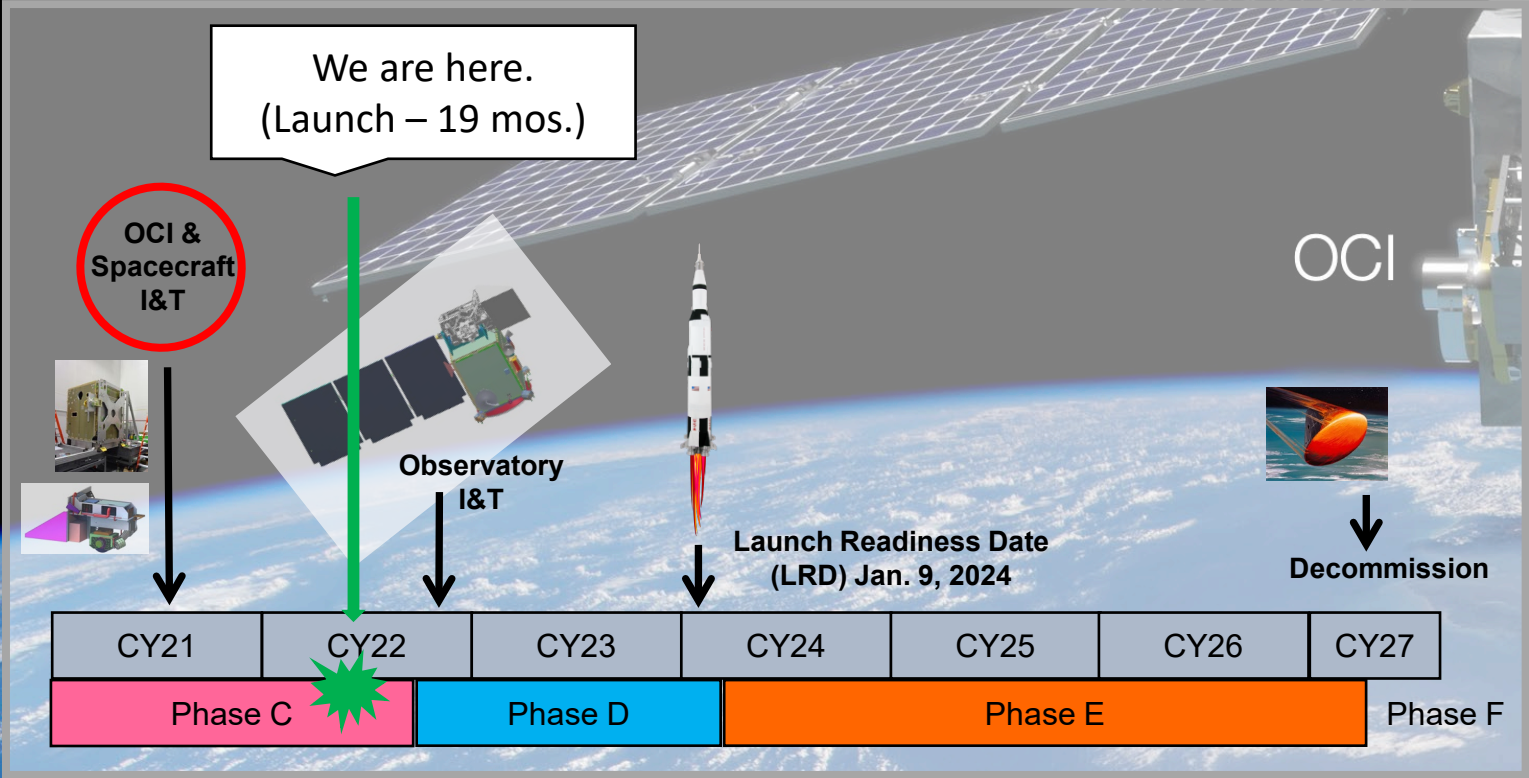 We are here.
(Launch – 19 mos.)
OCI &
Spacecraft
I&T
OCI
Observatory
I&T
Launch Readiness Date
(LRD) Jan. 9, 2024
Decommission
CY21
CY22
CY23
CY24
CY25
CY26
CY27
Phase C
Phase D
Phase E
Phase F